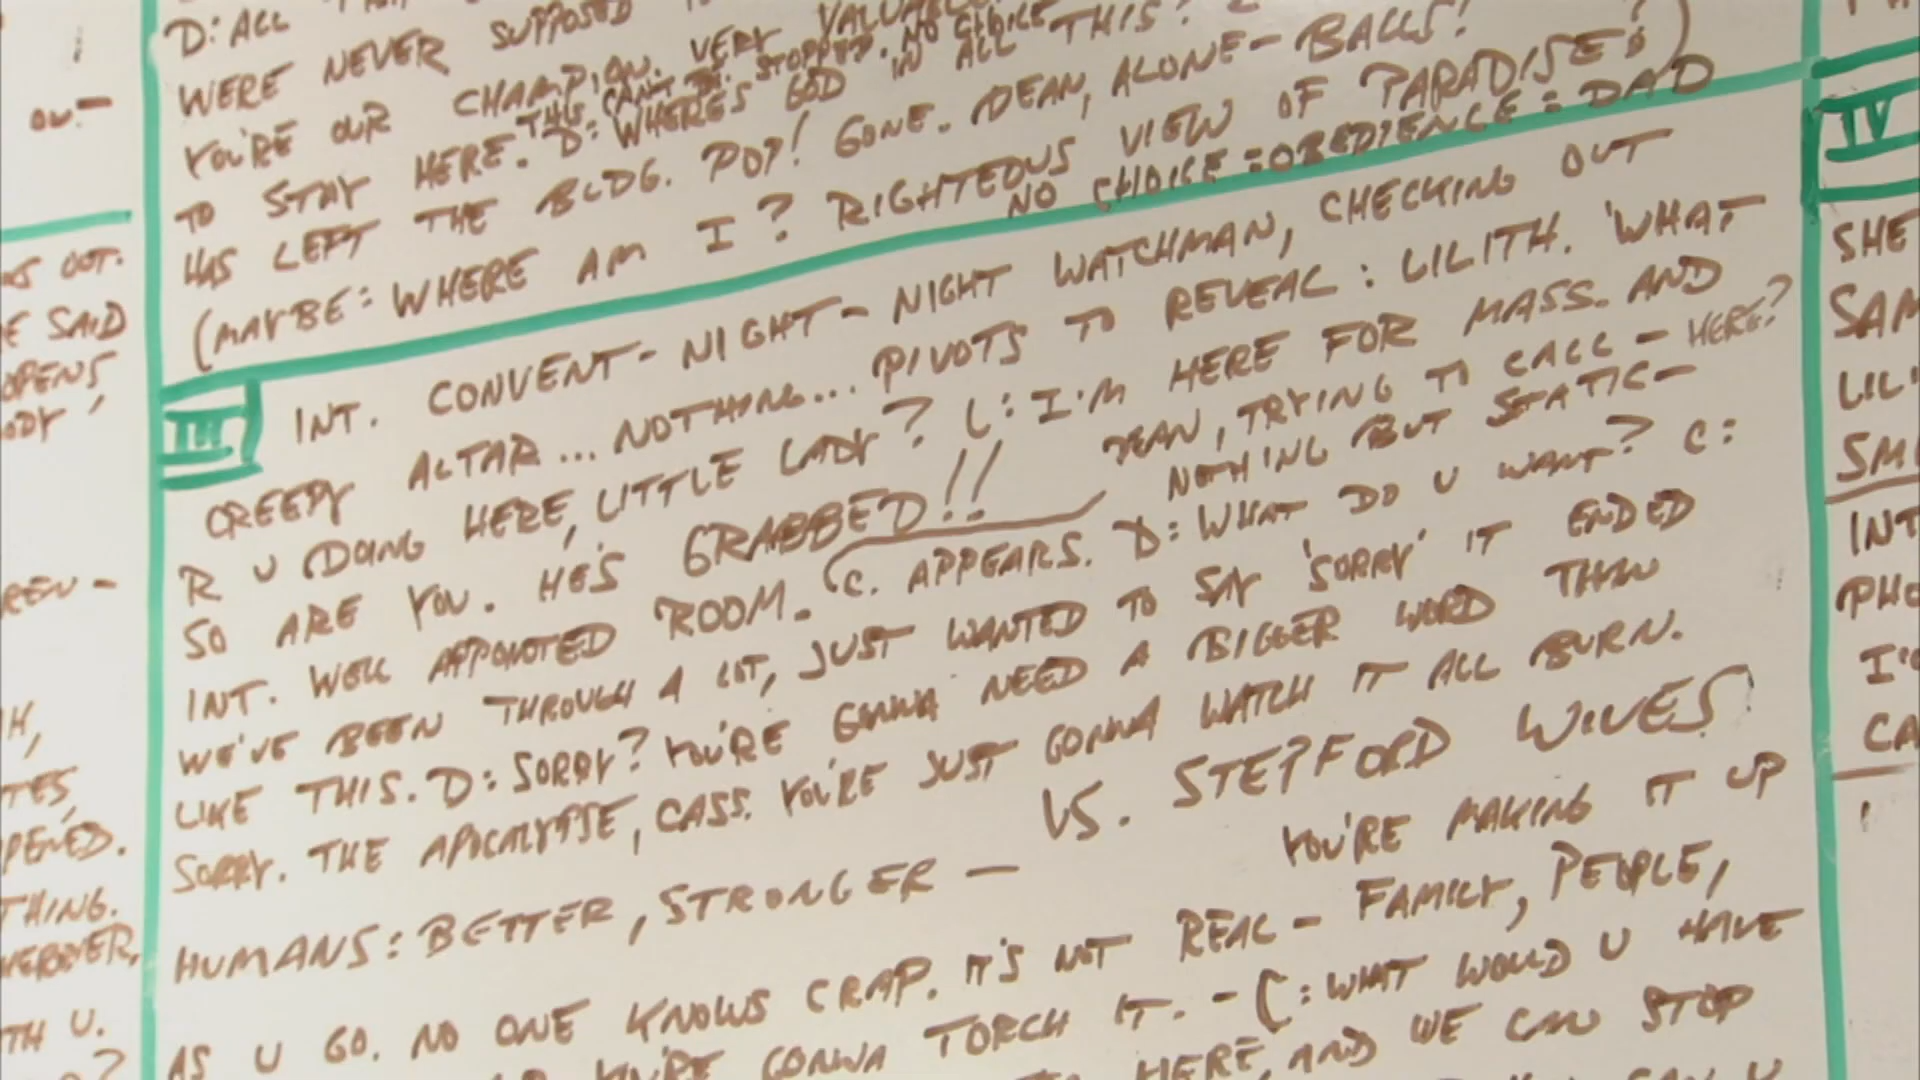 D: ALL
WERE NEVER SUPPOSED
YOU'RE OUR CHAMPION. VERY VALUABLE
THIS CAN'T BE STOPPED. NO CHOICE
TO STAY HERE. D: WHERE'S GOD IN ALL THIS?
HAS LEFT THE BLDG. POP! GONE. DEAN, ALONE - BALLS!
(MAYBE: WHERE AM I? RIGHTEOUS VIEW OF PARADISE?)
NO CHOICE = OBEDIENCE = DAD
III
INT. CONVENT - NIGHT - NIGHT WATCHMAN, CHECKING OUT
CREEPY ALTAR... NOTHING... PIVOTS TO REVEAL: LILITH. 'WHAT
R U DOING HERE, LITTLE LADY? L: I'M HERE FOR MASS. AND
SO ARE YOU. HE'S GRABBED!!
DEAN, TRYING TO CALL - HERE?
NOTHING BUT STATIC -
INT. WELL APPOINTED ROOM. C. APPEARS. D: WHAT DO U WANT? C:
WE'VE BEEN THROUGH A LOT, JUST WANTED TO SAY 'SORRY' IT ENDED
LIKE THIS. D: SORRY? YOU'RE GONNA NEED A BIGGER WORD THAN
SORRY. THE APOCALYPSE, CASS. YOU'RE JUST GONNA WATCH IT ALL BURN.
HUMANS: BETTER, STRONGER - VS. STEPFORD WIVES
YOU'RE MAKING IT UP
AS U GO. NO ONE KNOWS CRAP. IT'S NOT REAL - FAMILY, PEOPLE,
YOU'RE GONNA TORCH IT. - C: WHAT WOULD U HAVE
HERE, AND WE CAN STOP
OUT.
SAID
OPENS,
THING.
U.
IV
SHE
SAM
INT